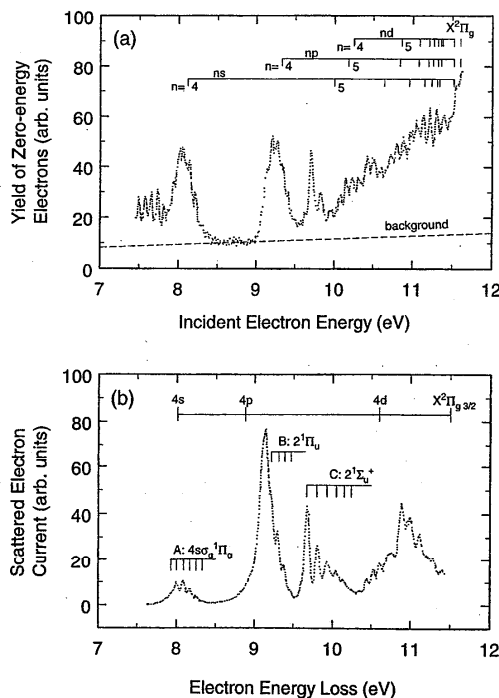 (a)
nd
X²Πg
n= 4 5
np
n= 4 5
ns
n= 4 5
100
80
60
40
20
0
Yield of Zero-energy
Electrons (arb. units)
background
7 8 9 10 11 12
Incident Electron Energy (eV)
(b)
4s 4p 4d X²Πg 3/2
B: 2¹Πu
C: 2¹Σu⁺
A: 4sσg¹Πg
100
80
60
40
20
0
Scattered Electron
Current (arb. units)
7 8 9 10 11 12
Electron Energy Loss (eV)